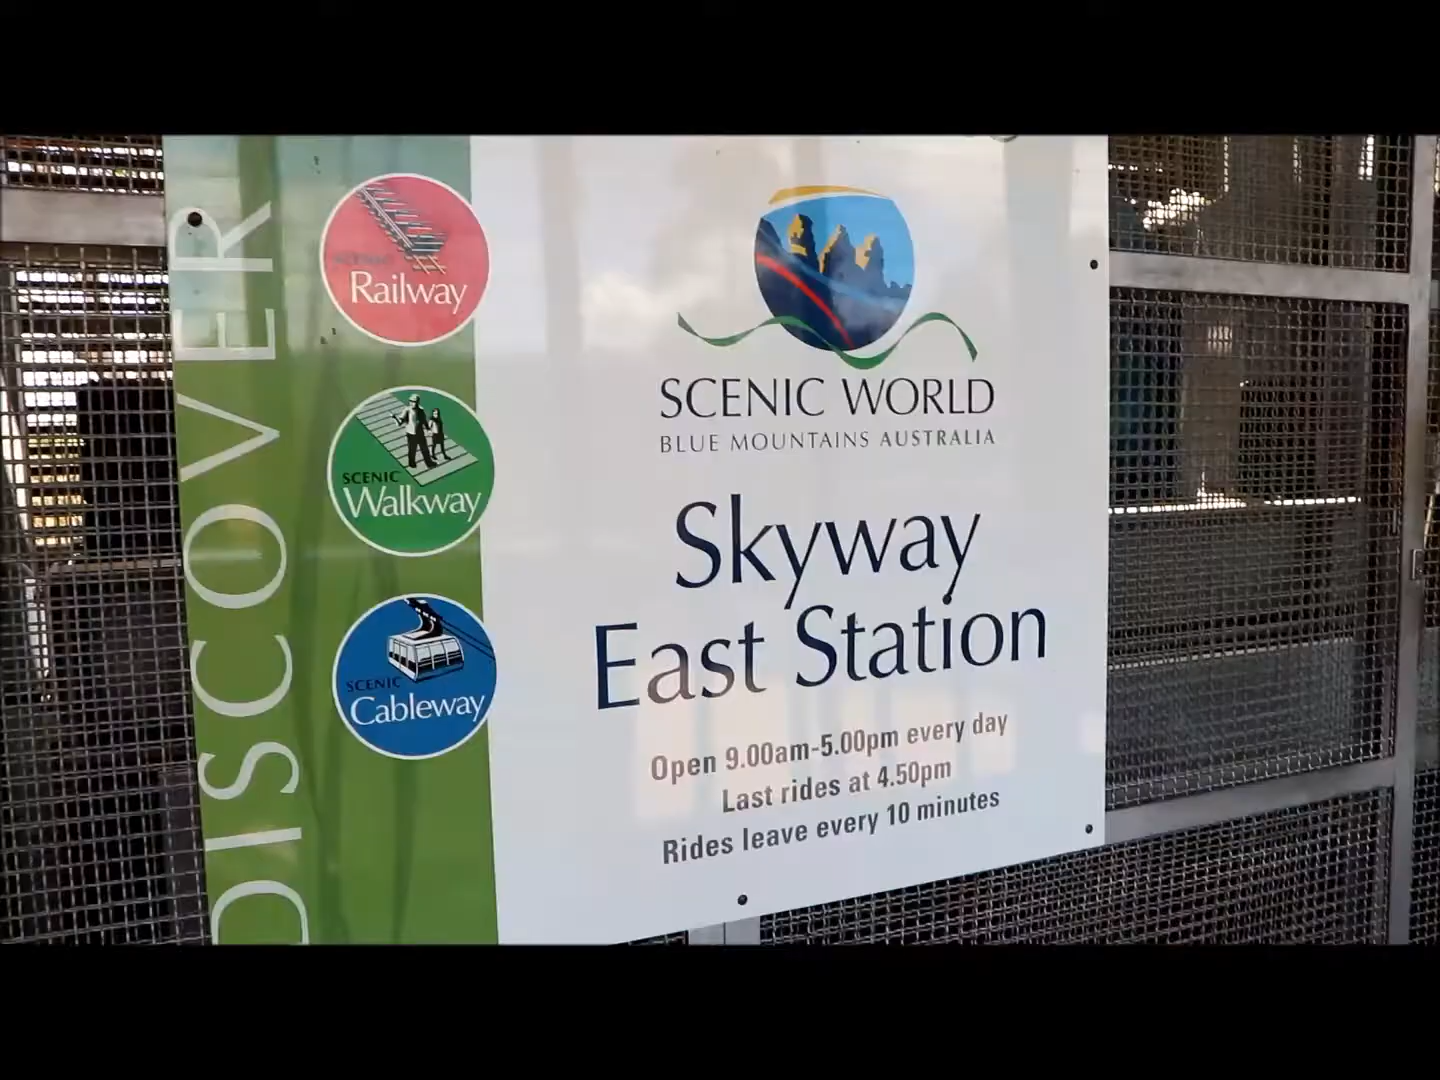 DISCOVER
SCENIC
Railway
SCENIC
Walkway
SCENIC
Cableway
SCENIC WORLD
BLUE MOUNTAINS AUSTRALIA
Skyway
East Station
Open 9.00am-5.00pm every day
Last rides at 4.50pm
Rides leave every 10 minutes